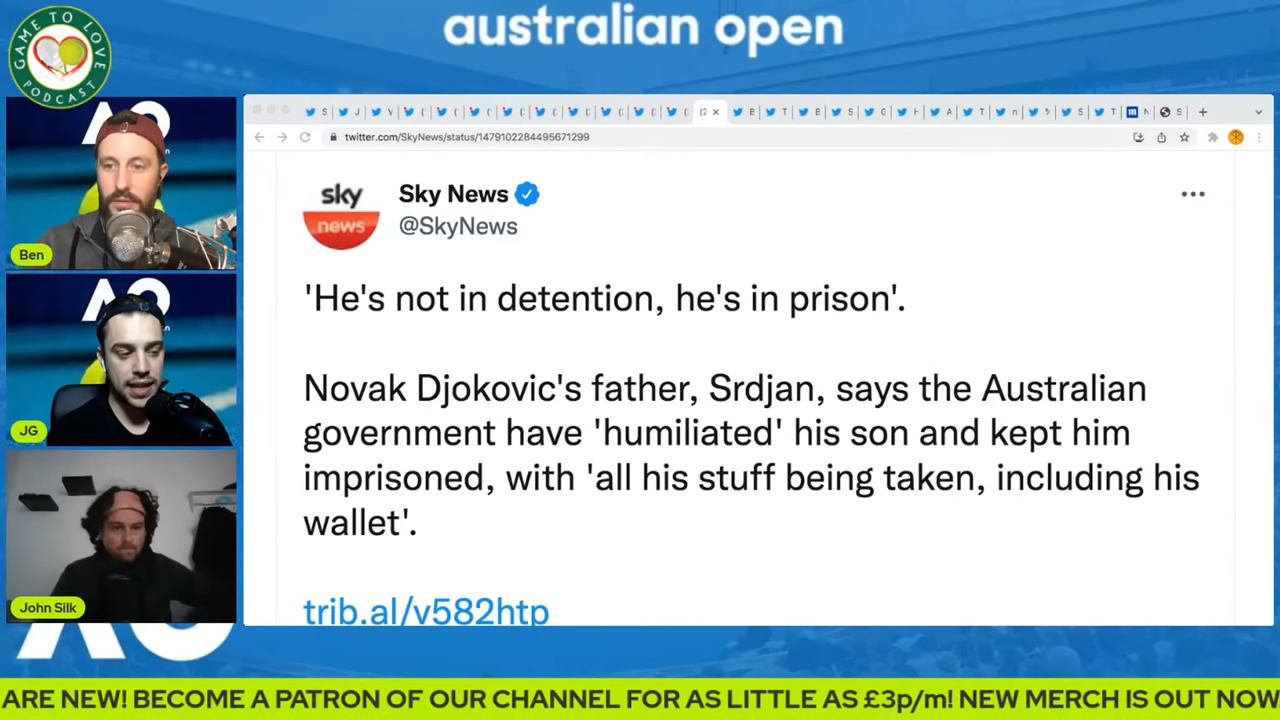 australian open
GAME TO LOVE
PODCAST
twitter.com/SkyNews/status/1479102284495671299
sky
news
Sky News
@SkyNews
'He's not in detention, he's in prison'.
Novak Djokovic's father, Srdjan, says the Australian
government have 'humiliated' his son and kept him
imprisoned, with 'all his stuff being taken, including his
wallet'.
trib.al/v582htp
AO
Ben
AO
JG
John Silk
AO
ARE NEW! BECOME A PATRON OF OUR CHANNEL FOR AS LITTLE AS £3p/m! NEW MERCH IS OUT NOW